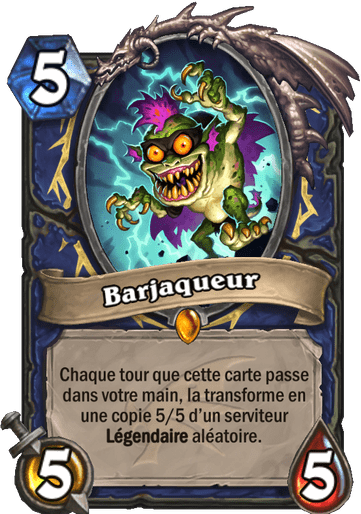 5
Barjaqueur
Chaque tour que cette carte passe
dans votre main, la transforme en
une copie 5/5 d'un serviteur
Légendaire aléatoire.
5
5